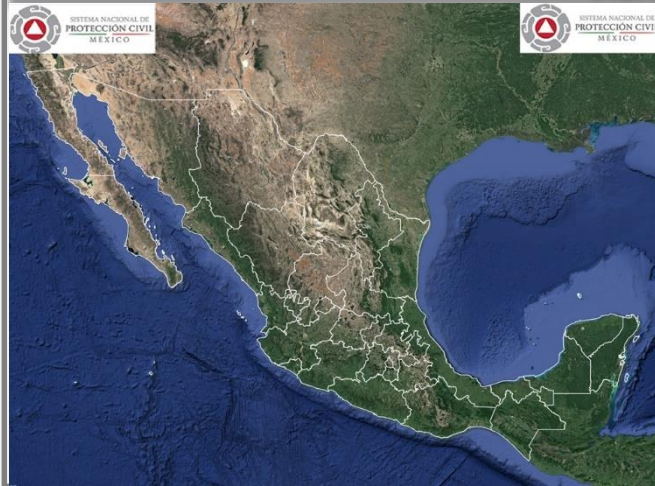 SISTEMA NACIONAL DE
PROTECCIÓN CIVIL
MÉXICO
SISTEMA NACIONAL DE
PROTECCIÓN CIVIL
MÉXICO